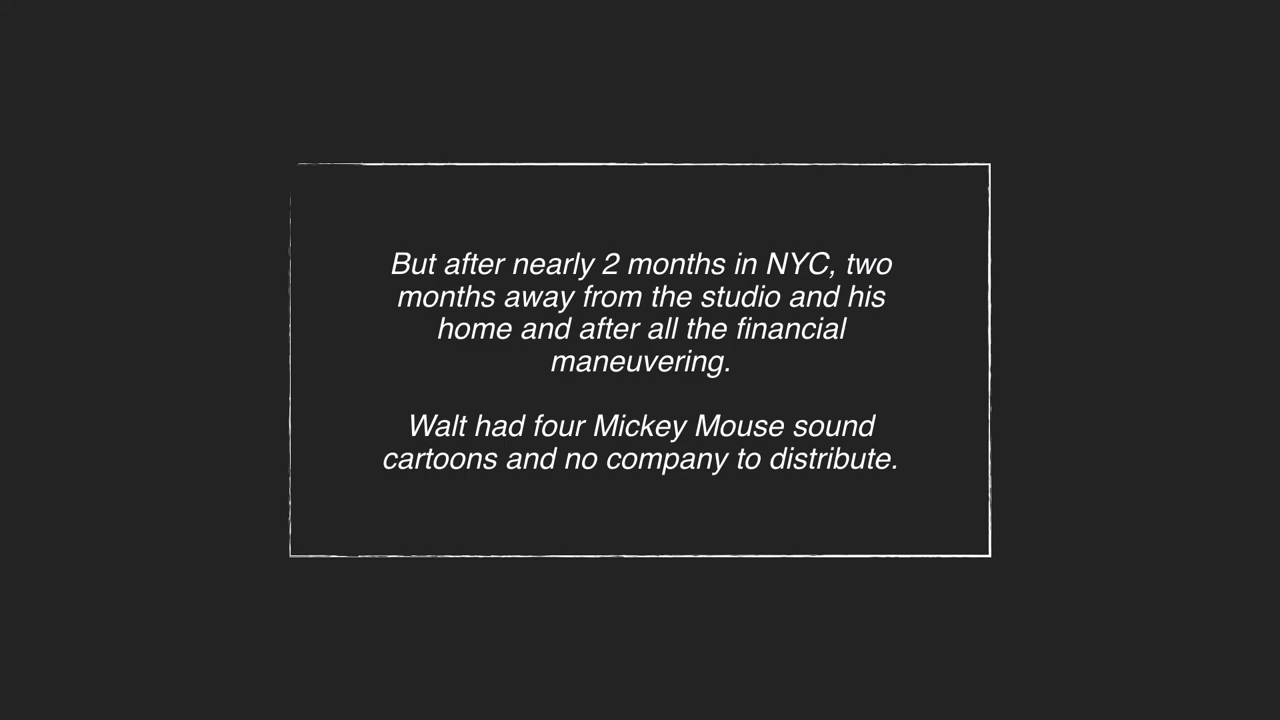 But after nearly 2 months in NYC, two
months away from the studio and his
home and after all the financial
maneuvering.
Walt had four Mickey Mouse sound
cartoons and no company to distribute.